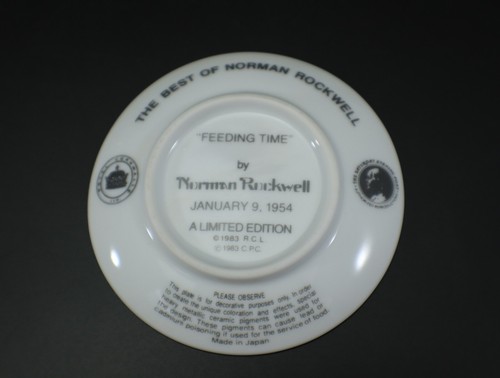 THE BEST OF NORMAN ROCKWELL
"FEEDING TIME"
by
Norman Rockwell
JANUARY 9, 1954
A LIMITED EDITION
©1983 R.C.L.
©1983 C.P.C.
PLEASE OBSERVE
This plate is for decorative purposes only. In order
to create the unique coloration and effects, special
heavy metallic ceramic pigments were used for
the design. These pigments can cause lead or
cadmium poisoning if used for the service of food.
Made in Japan